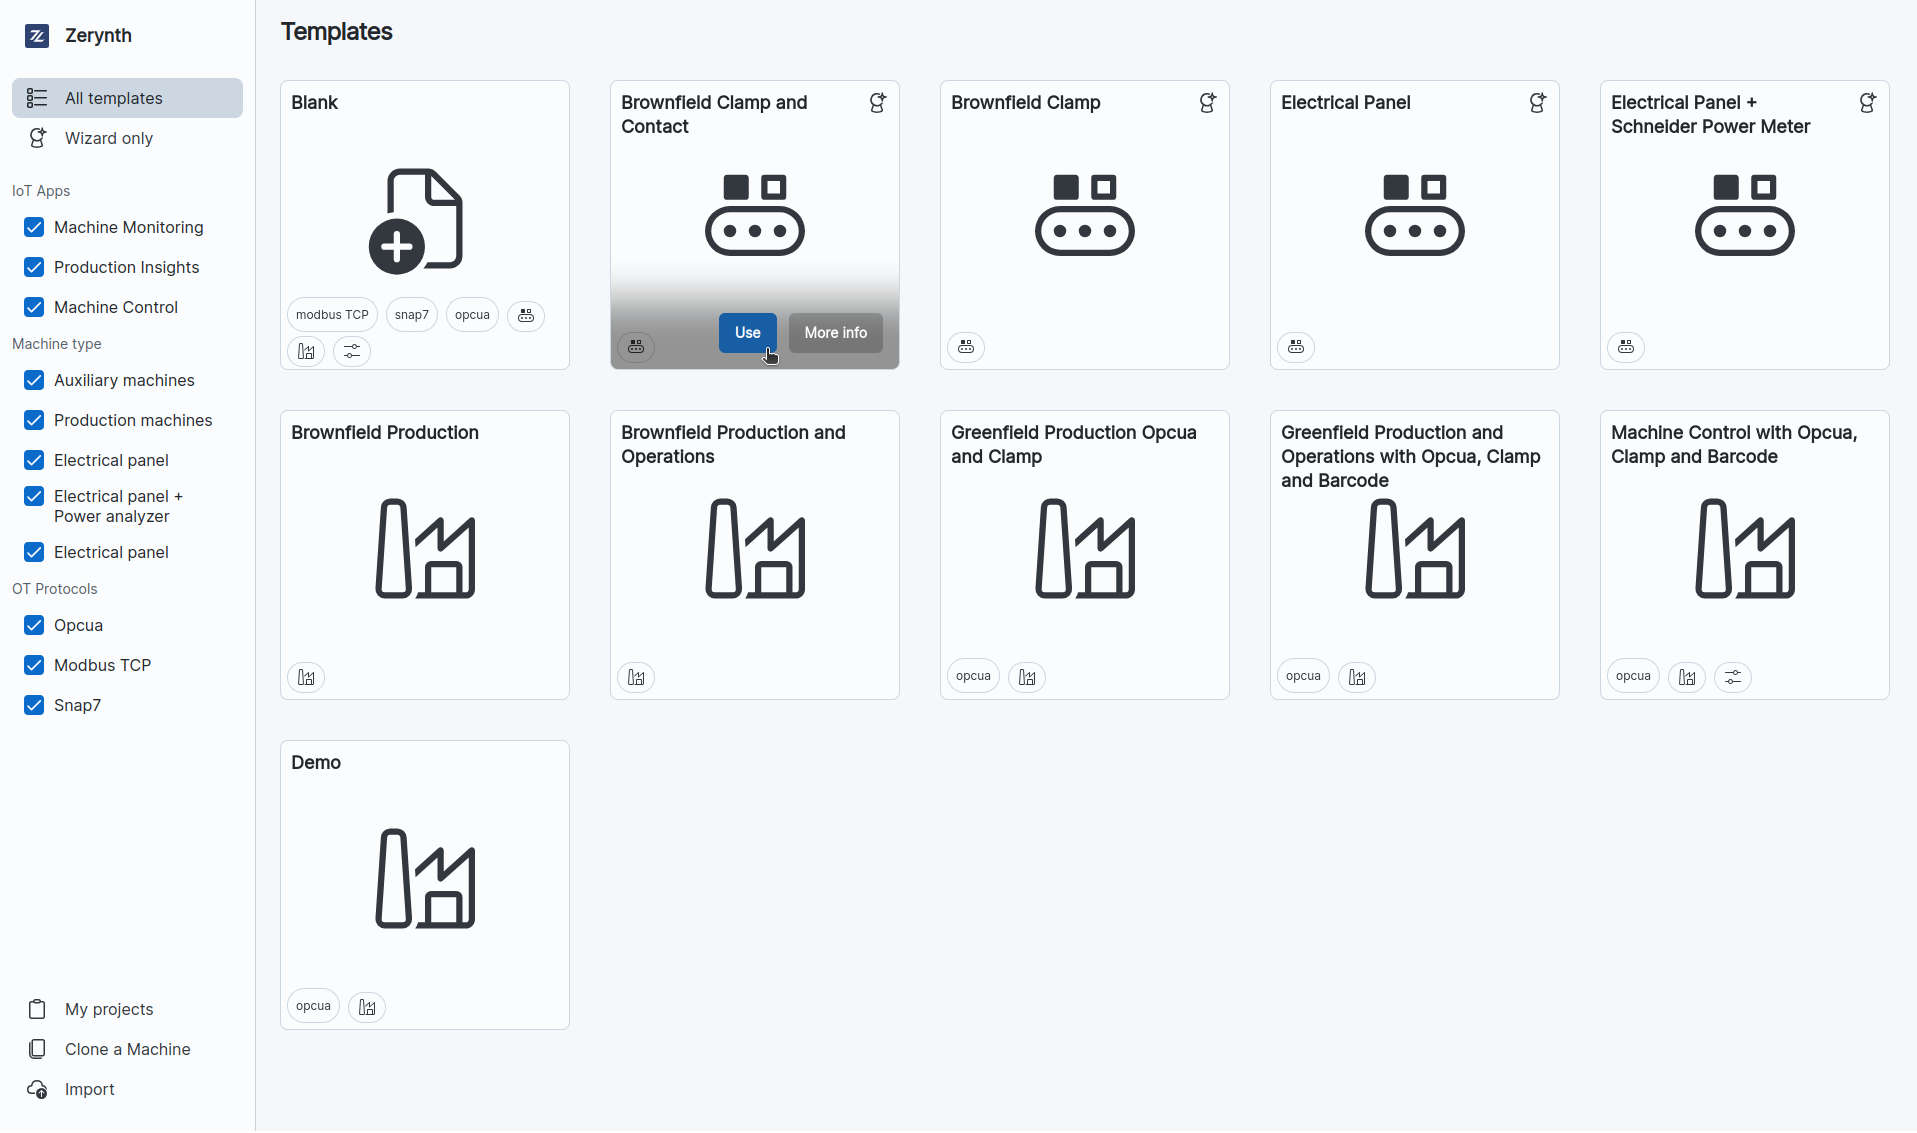 Zerynth
All templates
Wizard only
IoT Apps
Machine Monitoring
Production Insights
Machine Control
Machine type
Auxiliary machines
Production machines
Electrical panel
Electrical panel +
Power analyzer
Electrical panel
OT Protocols
Opcua
Modbus TCP
Snap7
My projects
Clone a Machine
Import
Templates
Blank
modbus TCP
snap7
opcua
Brownfield Clamp and
Contact
Use
More info
Brownfield Clamp
Electrical Panel
Electrical Panel +
Schneider Power Meter
Brownfield Production
Brownfield Production and
Operations
Greenfield Production Opcua
and Clamp
opcua
Greenfield Production and
Operations with Opcua, Clamp
and Barcode
opcua
Machine Control with Opcua,
Clamp and Barcode
opcua
Demo
opcua